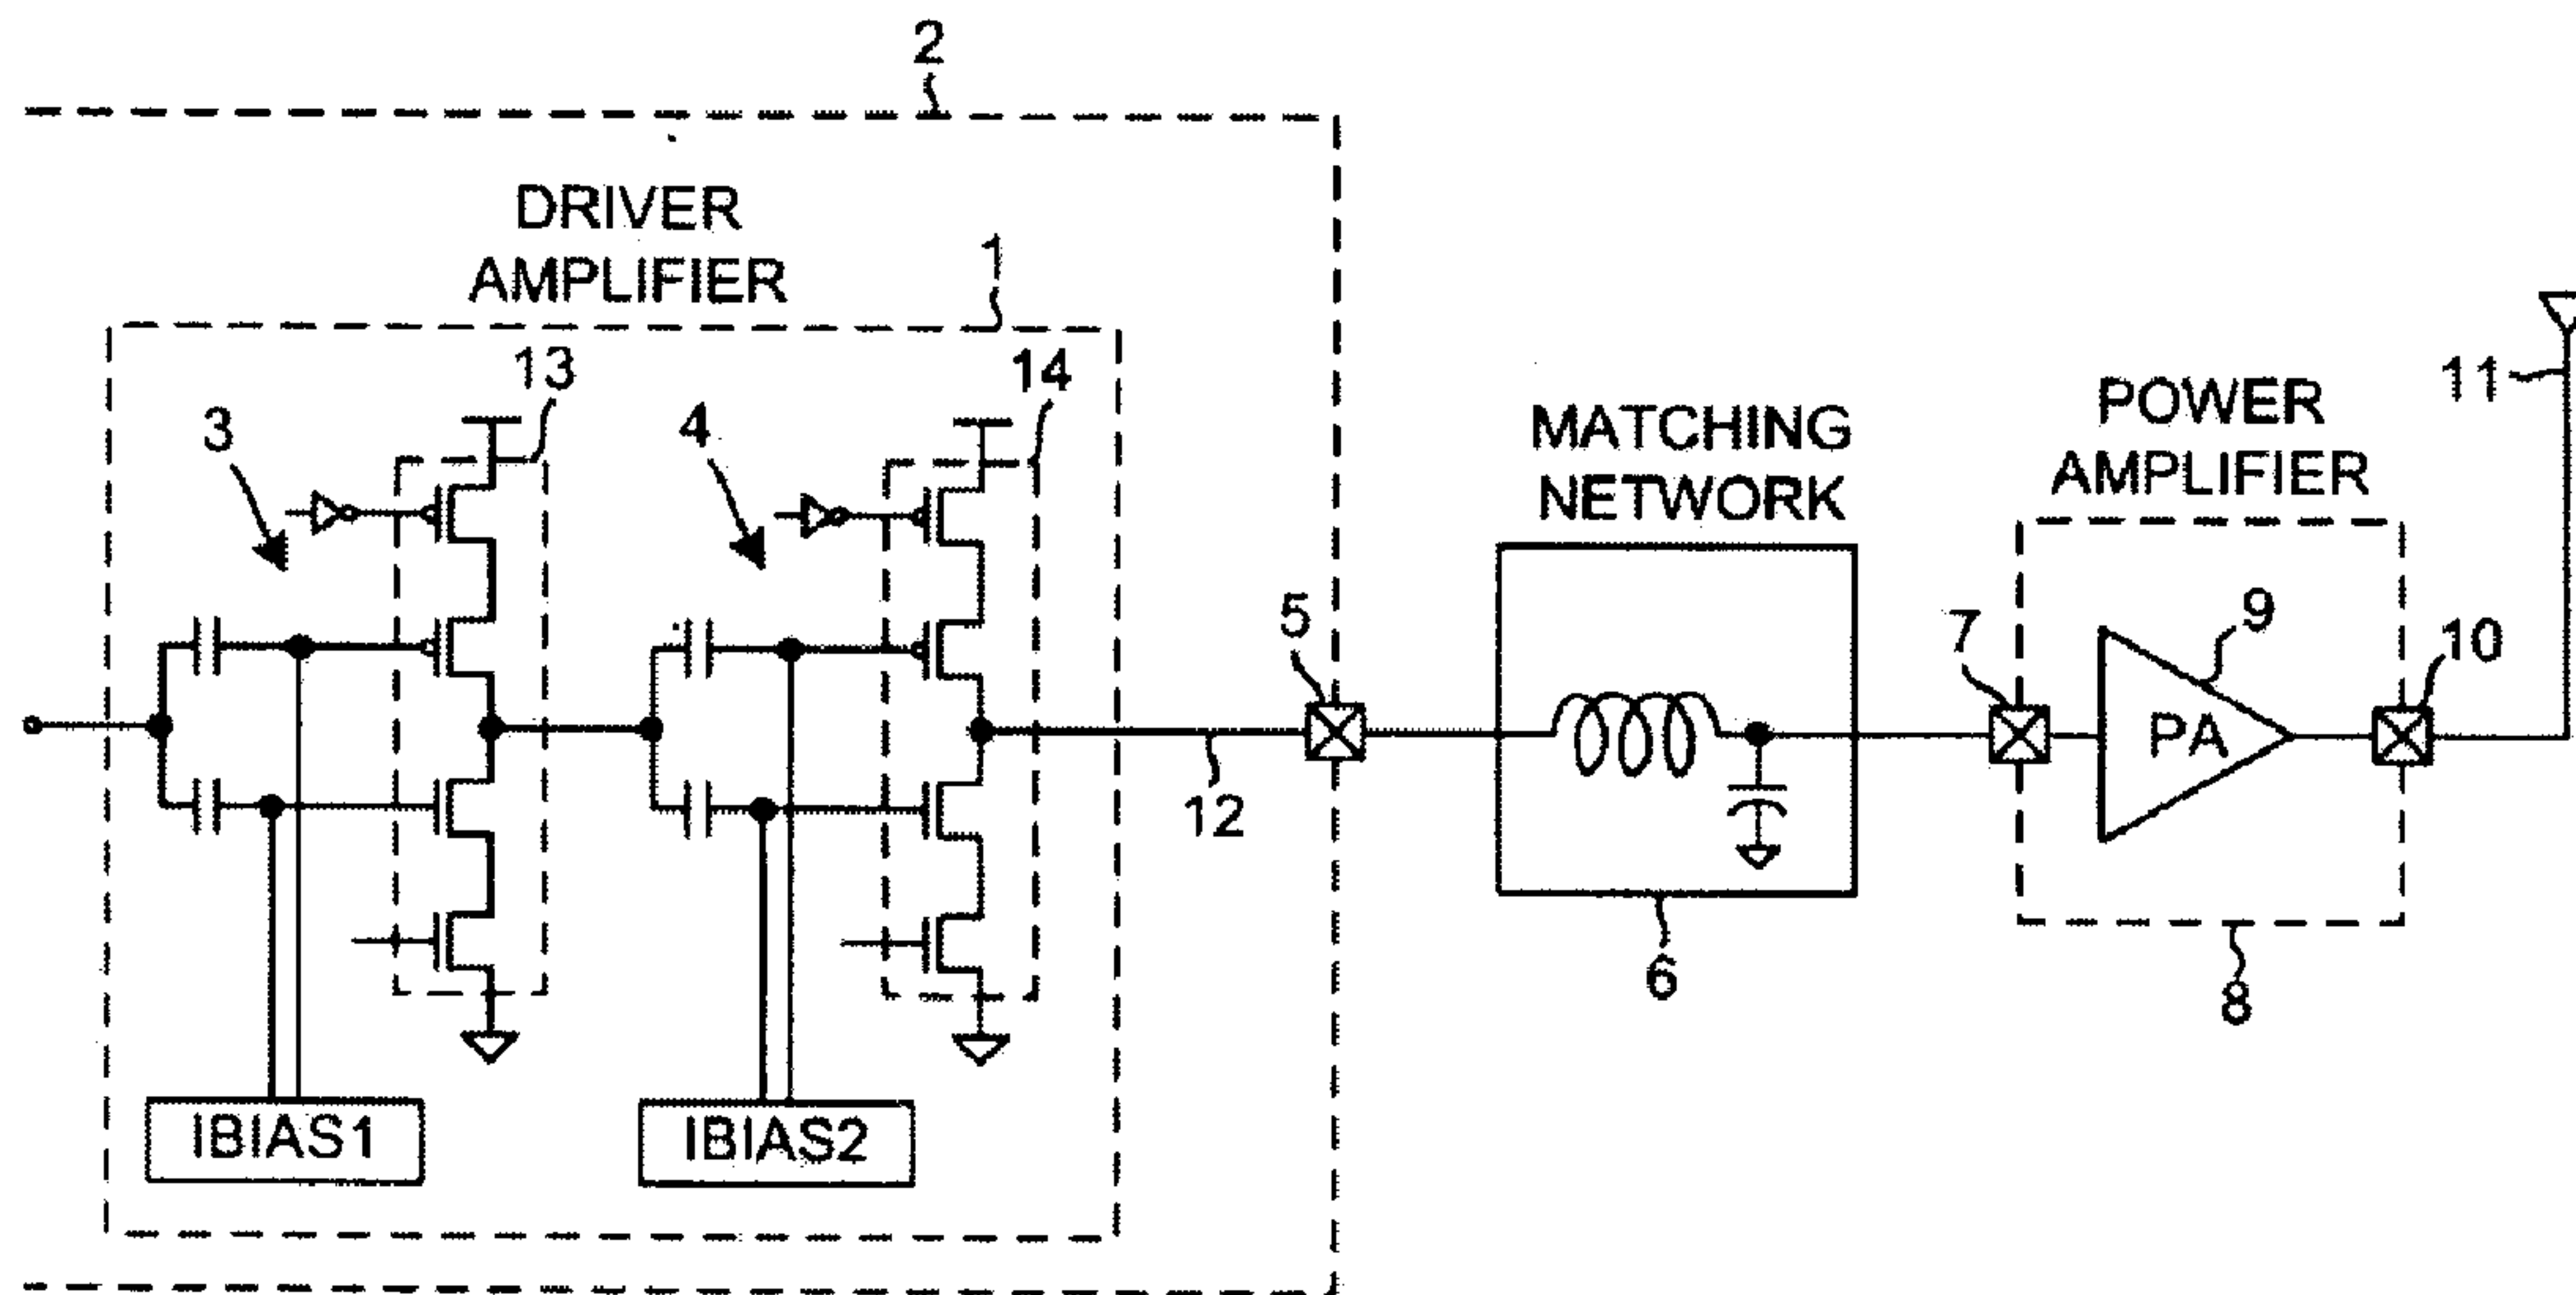 2
DRIVER
AMPLIFIER
1
13
14
3
4
11
POWER
AMPLIFIER
MATCHING
NETWORK
5
7
9
10
PA
12
6
8
IBIAS1
IBIAS2